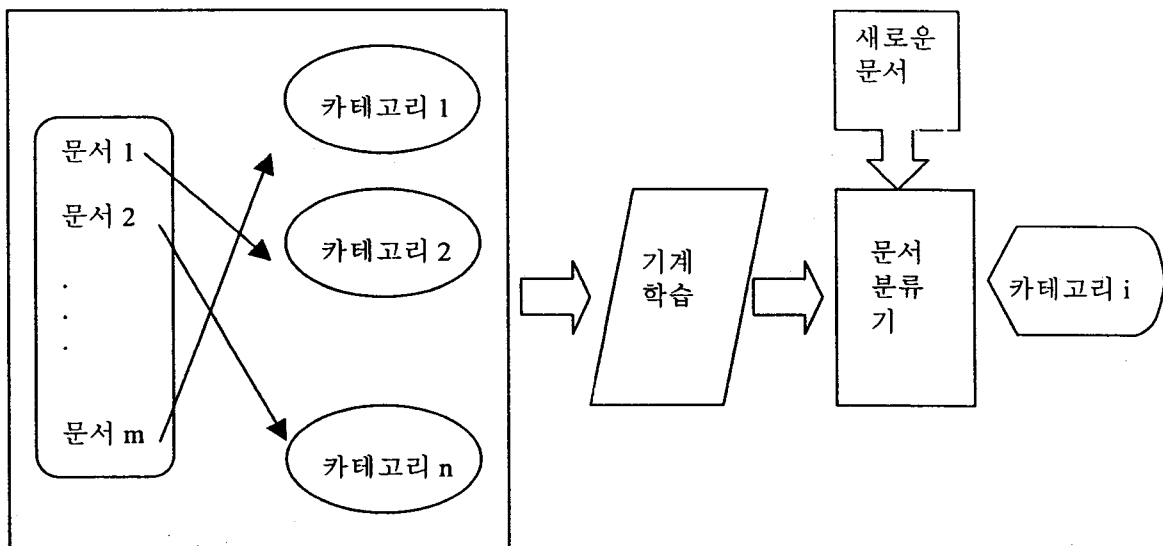 문서 1
문서 2
.
.
.
문서 m
카테고리 1
카테고리 2
카테고리 n
기계
학습
새로운
문서
문서
분류
기
카테고리 i